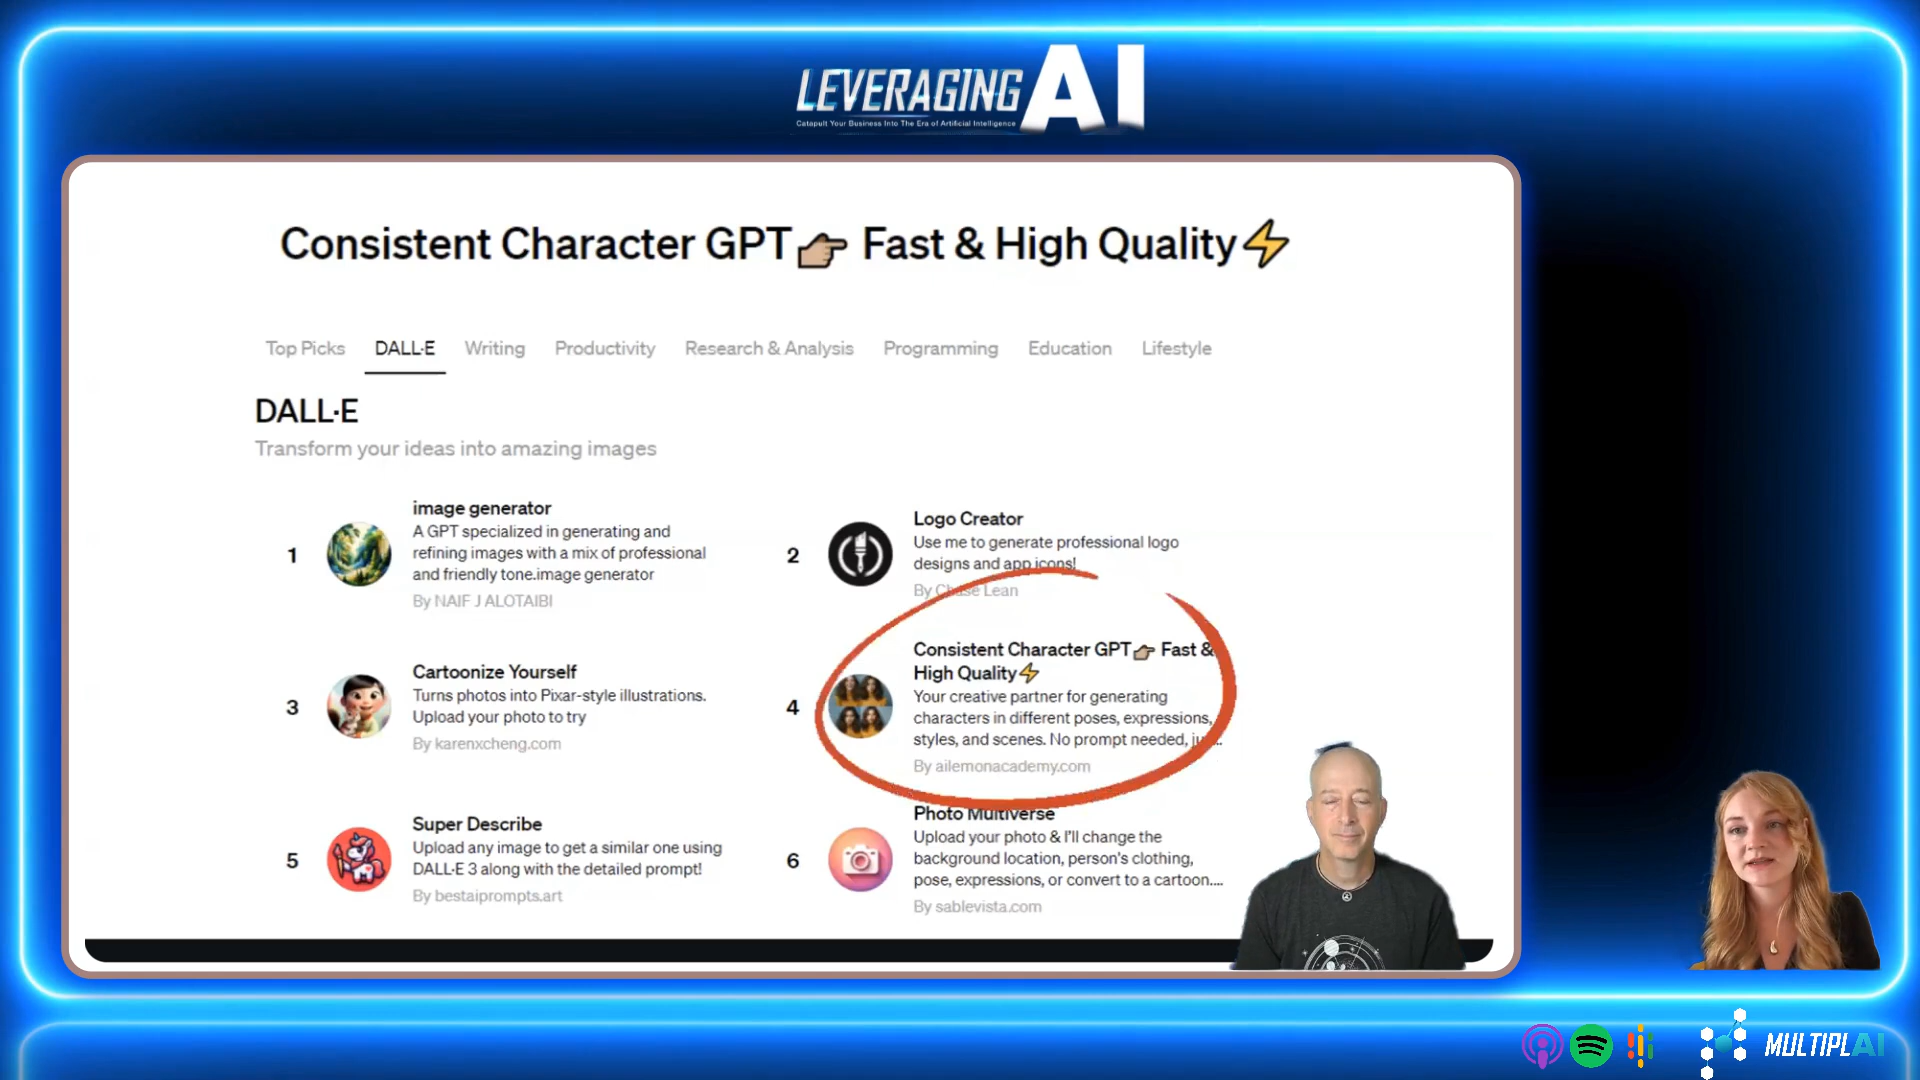 LEVERAGING AI
Catapult Your Business Into The Era of Artificial Intelligence
Consistent Character GPT👉🏼 Fast & High Quality⚡
Top Picks DALL·E Writing Productivity Research & Analysis Programming Education Lifestyle
DALL·E
Transform your ideas into amazing images
1
image generator
A GPT specialized in generating and
refining images with a mix of professional
and friendly tone.image generator
By NAIF J ALOTAIBI
2
Logo Creator
Use me to generate professional logo
designs and app icons!
By Chase Lean
3
Cartoonize Yourself
Turns photos into Pixar-style illustrations.
Upload your photo to try
By karenxcheng.com
4
Consistent Character GPT👉🏼 Fast &
High Quality⚡
Your creative partner for generating
characters in different poses, expressions,
styles, and scenes. No prompt needed, ju...
By ailemonacademy.com
5
Super Describe
Upload any image to get a similar one using
DALL·E 3 along with the detailed prompt!
By bestaiprompts.art
6
Photo Multiverse
Upload your photo & I'll change the
background location, person's clothing,
pose, expressions, or convert to a cartoon....
By sablevista.com
MULTIPLAI